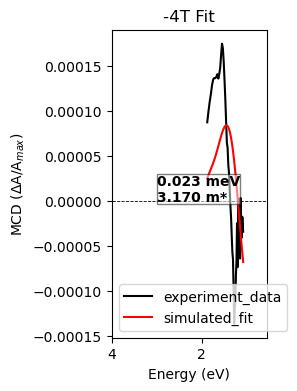 -4T Fit
MCD (ΔA/A_max)
0.00015
0.00010
0.00005
0.00000
−0.00005
−0.00010
−0.00015
0.023 meV
3.170 m*
experiment_data
simulated_fit
4 2
Energy (eV)